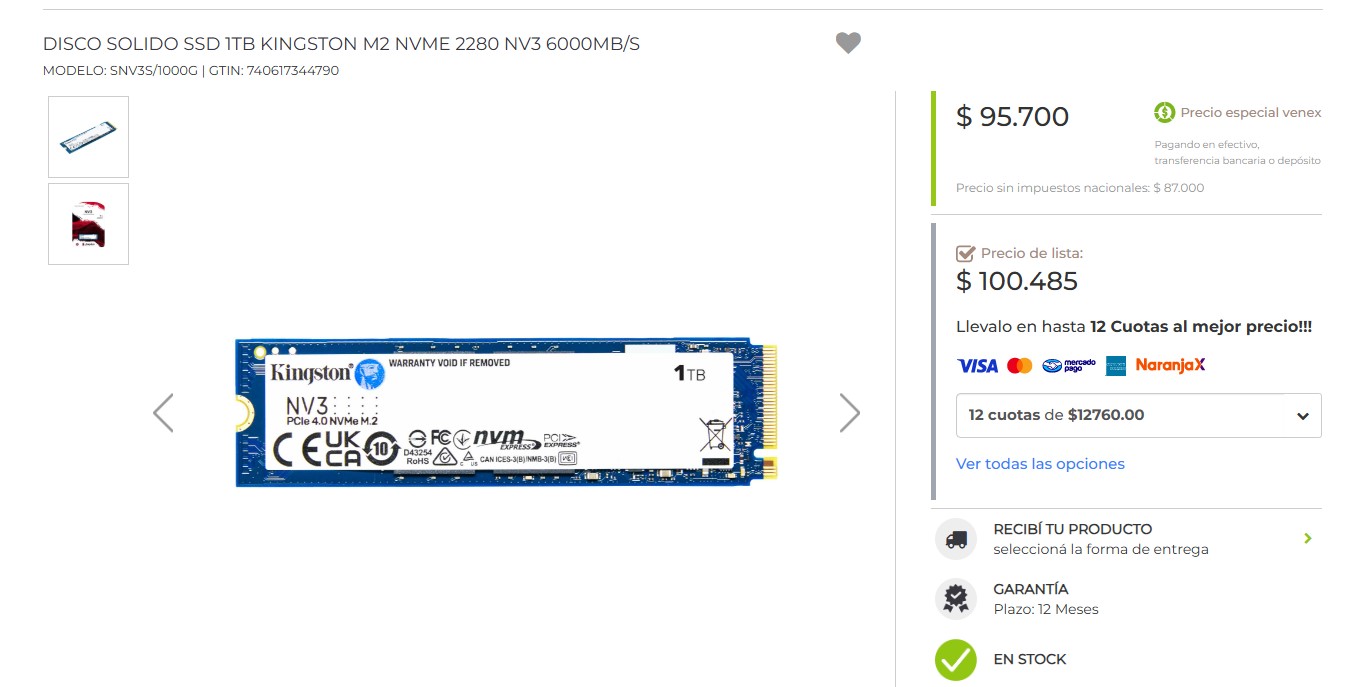 DISCO SOLIDO SSD 1TB KINGSTON M2 NVME 2280 NV3 6000MB/S
MODELO: SNV3S/1000G | GTIN: 740617344790
$ 95.700
Precio especial venex
Pagando en efectivo,
transferencia bancaria o depósito
Precio sin impuestos nacionales: $ 87.000
Precio de lista:
$ 100.485
Llevalo en hasta 12 Cuotas al mejor precio!!!
VISA mercado pago NaranjaX
12 cuotas de $12760.00
Ver todas las opciones
RECIBÍ TU PRODUCTO
seleccioná la forma de entrega
GARANTÍA
Plazo: 12 Meses
EN STOCK
Kingston
WARRANTY VOID IF REMOVED
1TB
NV3
PCIe 4.0 NVMe M.2
CE UK CA 10 FC nvm EXPRESS PCI EXPRESS
D43254
RoHS
CAN ICES-3(B)/NMB-3(B)